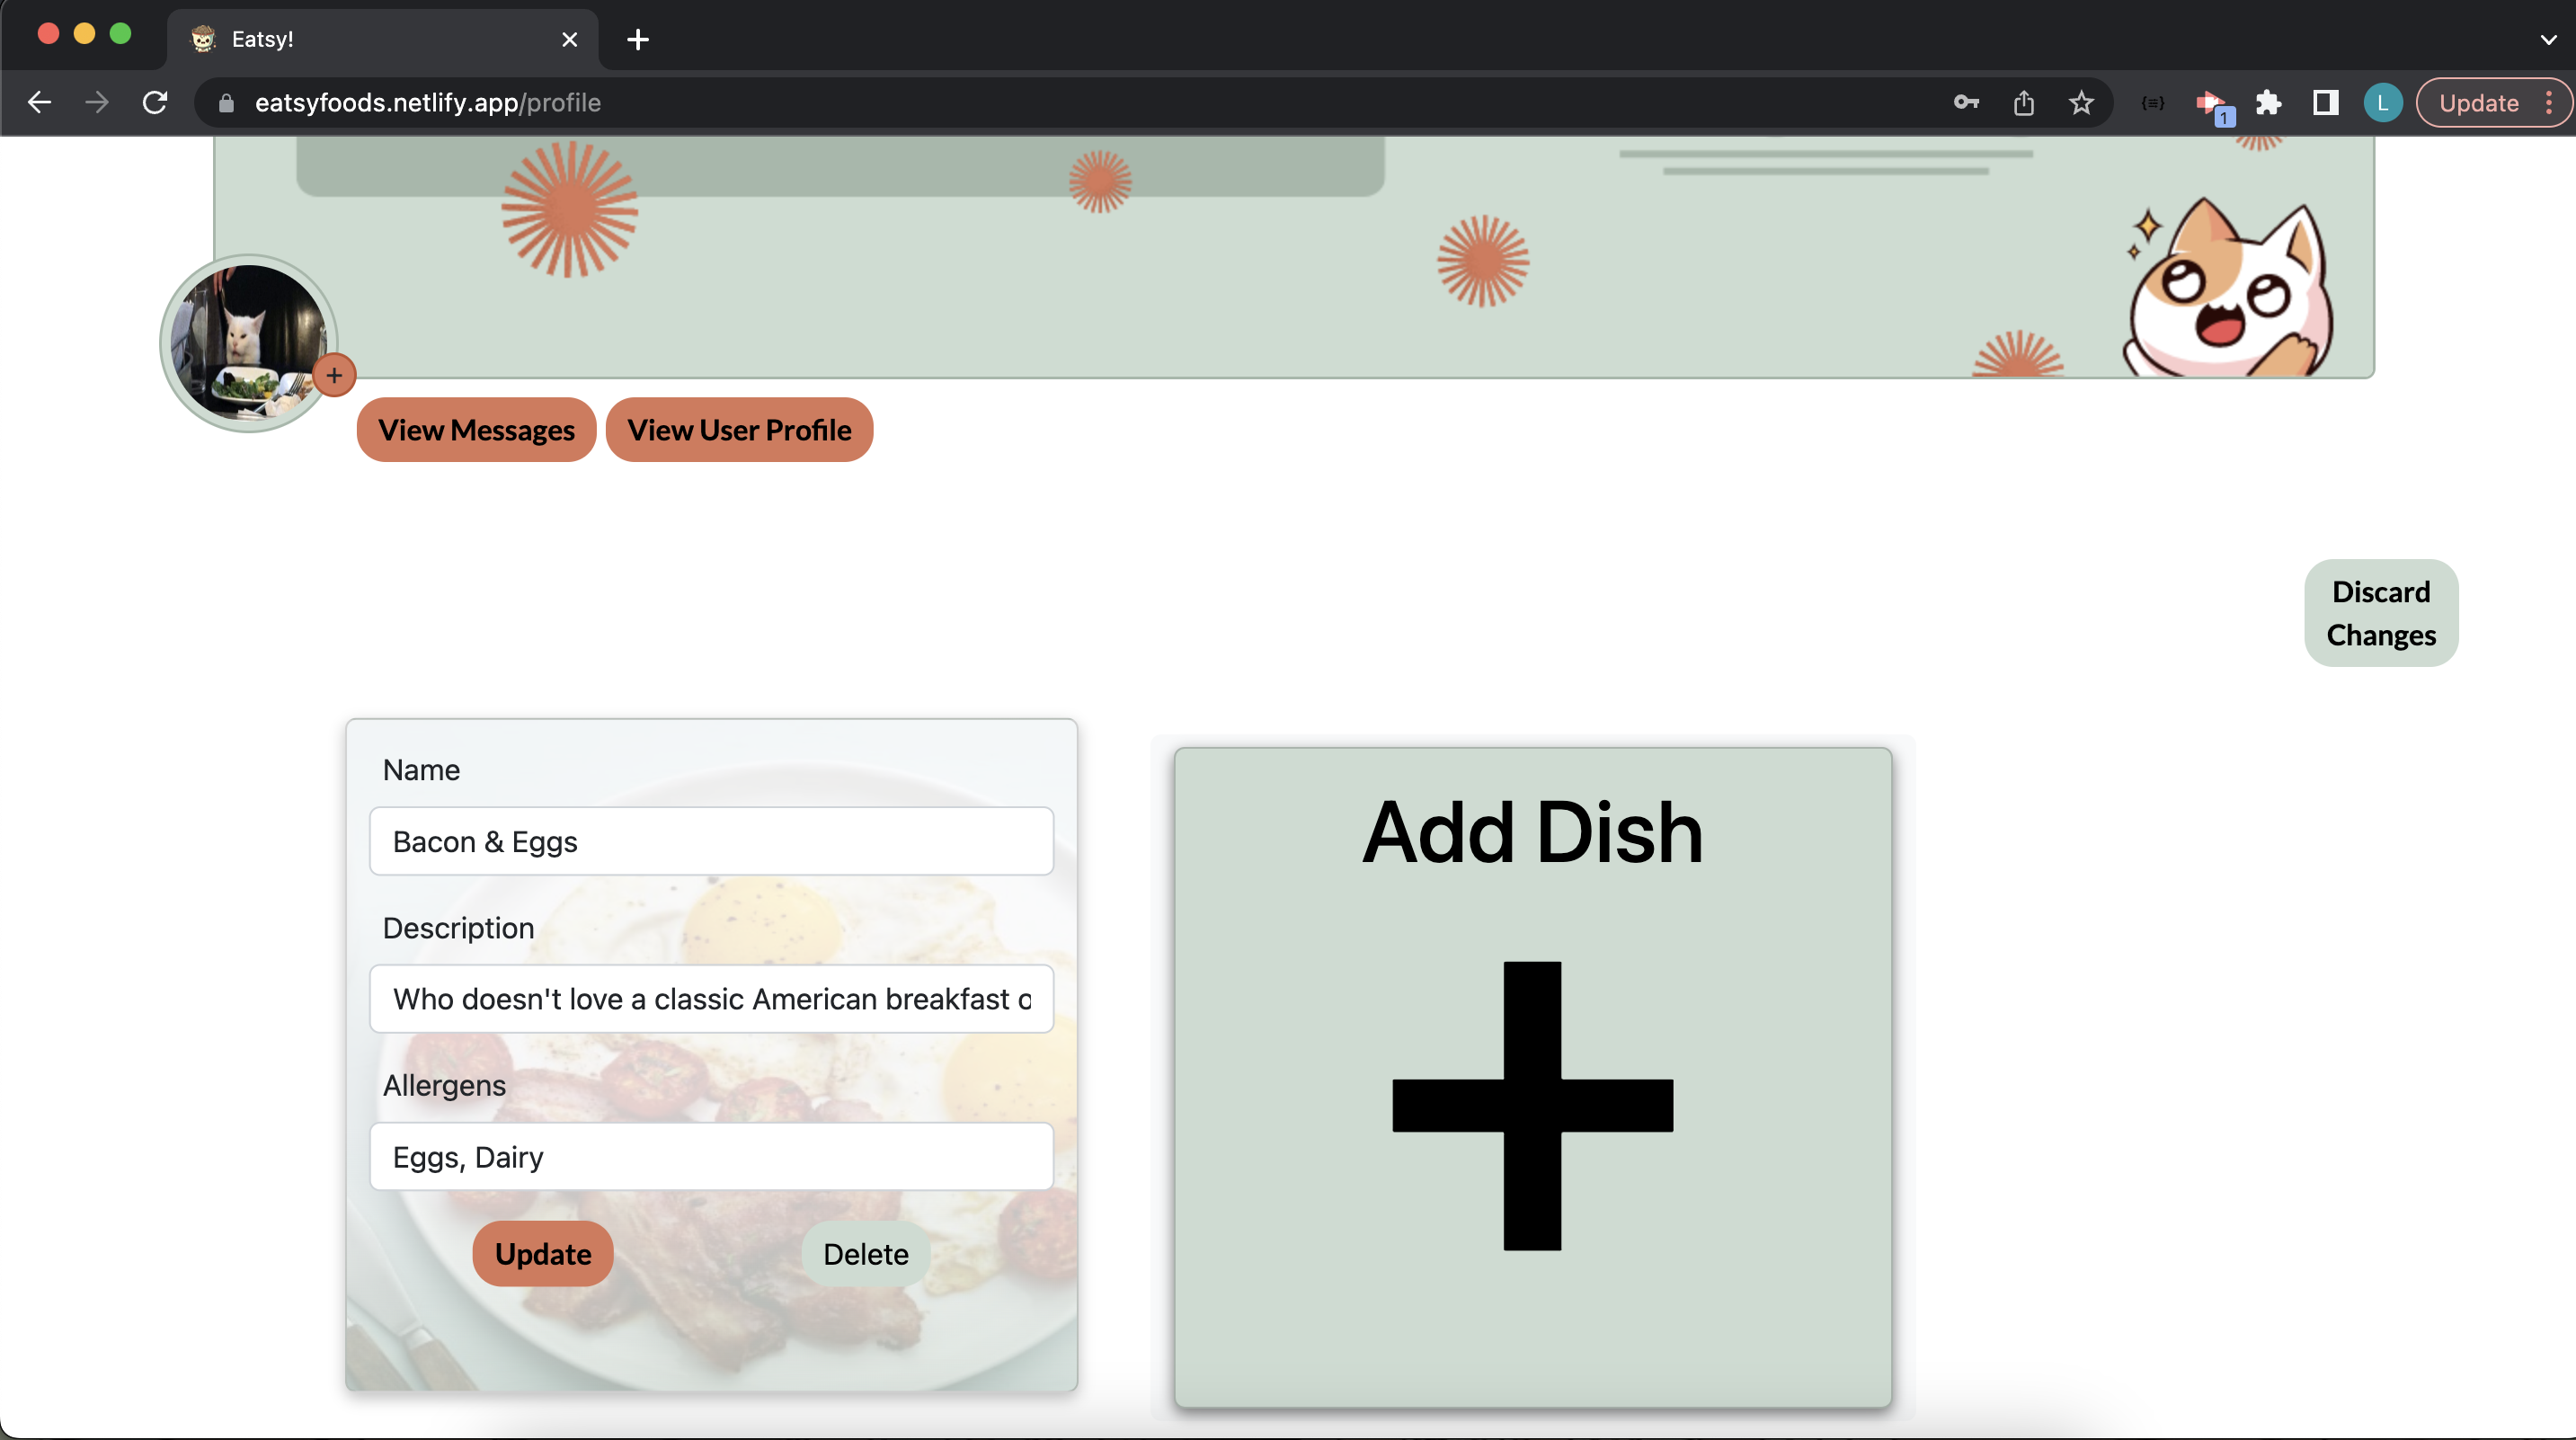 Eatsy!
eatsyfoods.netlify.app/profile
1
L
Update
View Messages
View User Profile
Discard
Changes
Name
Bacon & Eggs
Description
Who doesn't love a classic American breakfast
Allergens
Eggs, Dairy
Update
Delete
Add Dish